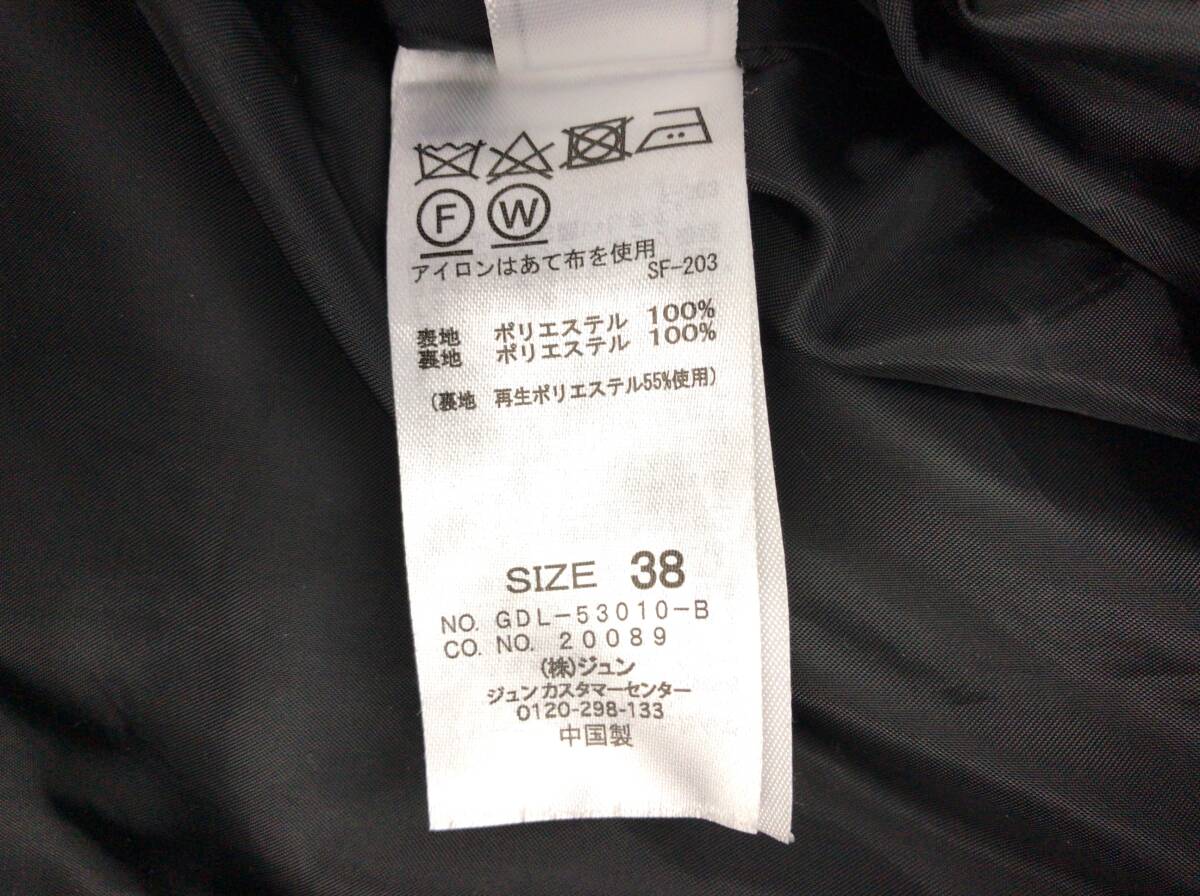 F W
アイロンはあて布を使用
SF-203
表地 ポリエステル 100%
裏地 ポリエステル 100%
(裏地 再生ポリエステル55%使用)
SIZE 38
NO. GDL-53010-B
CO. NO. 20089
(株)ジュン
ジュンカスタマーセンター
0120-298-133
中国製